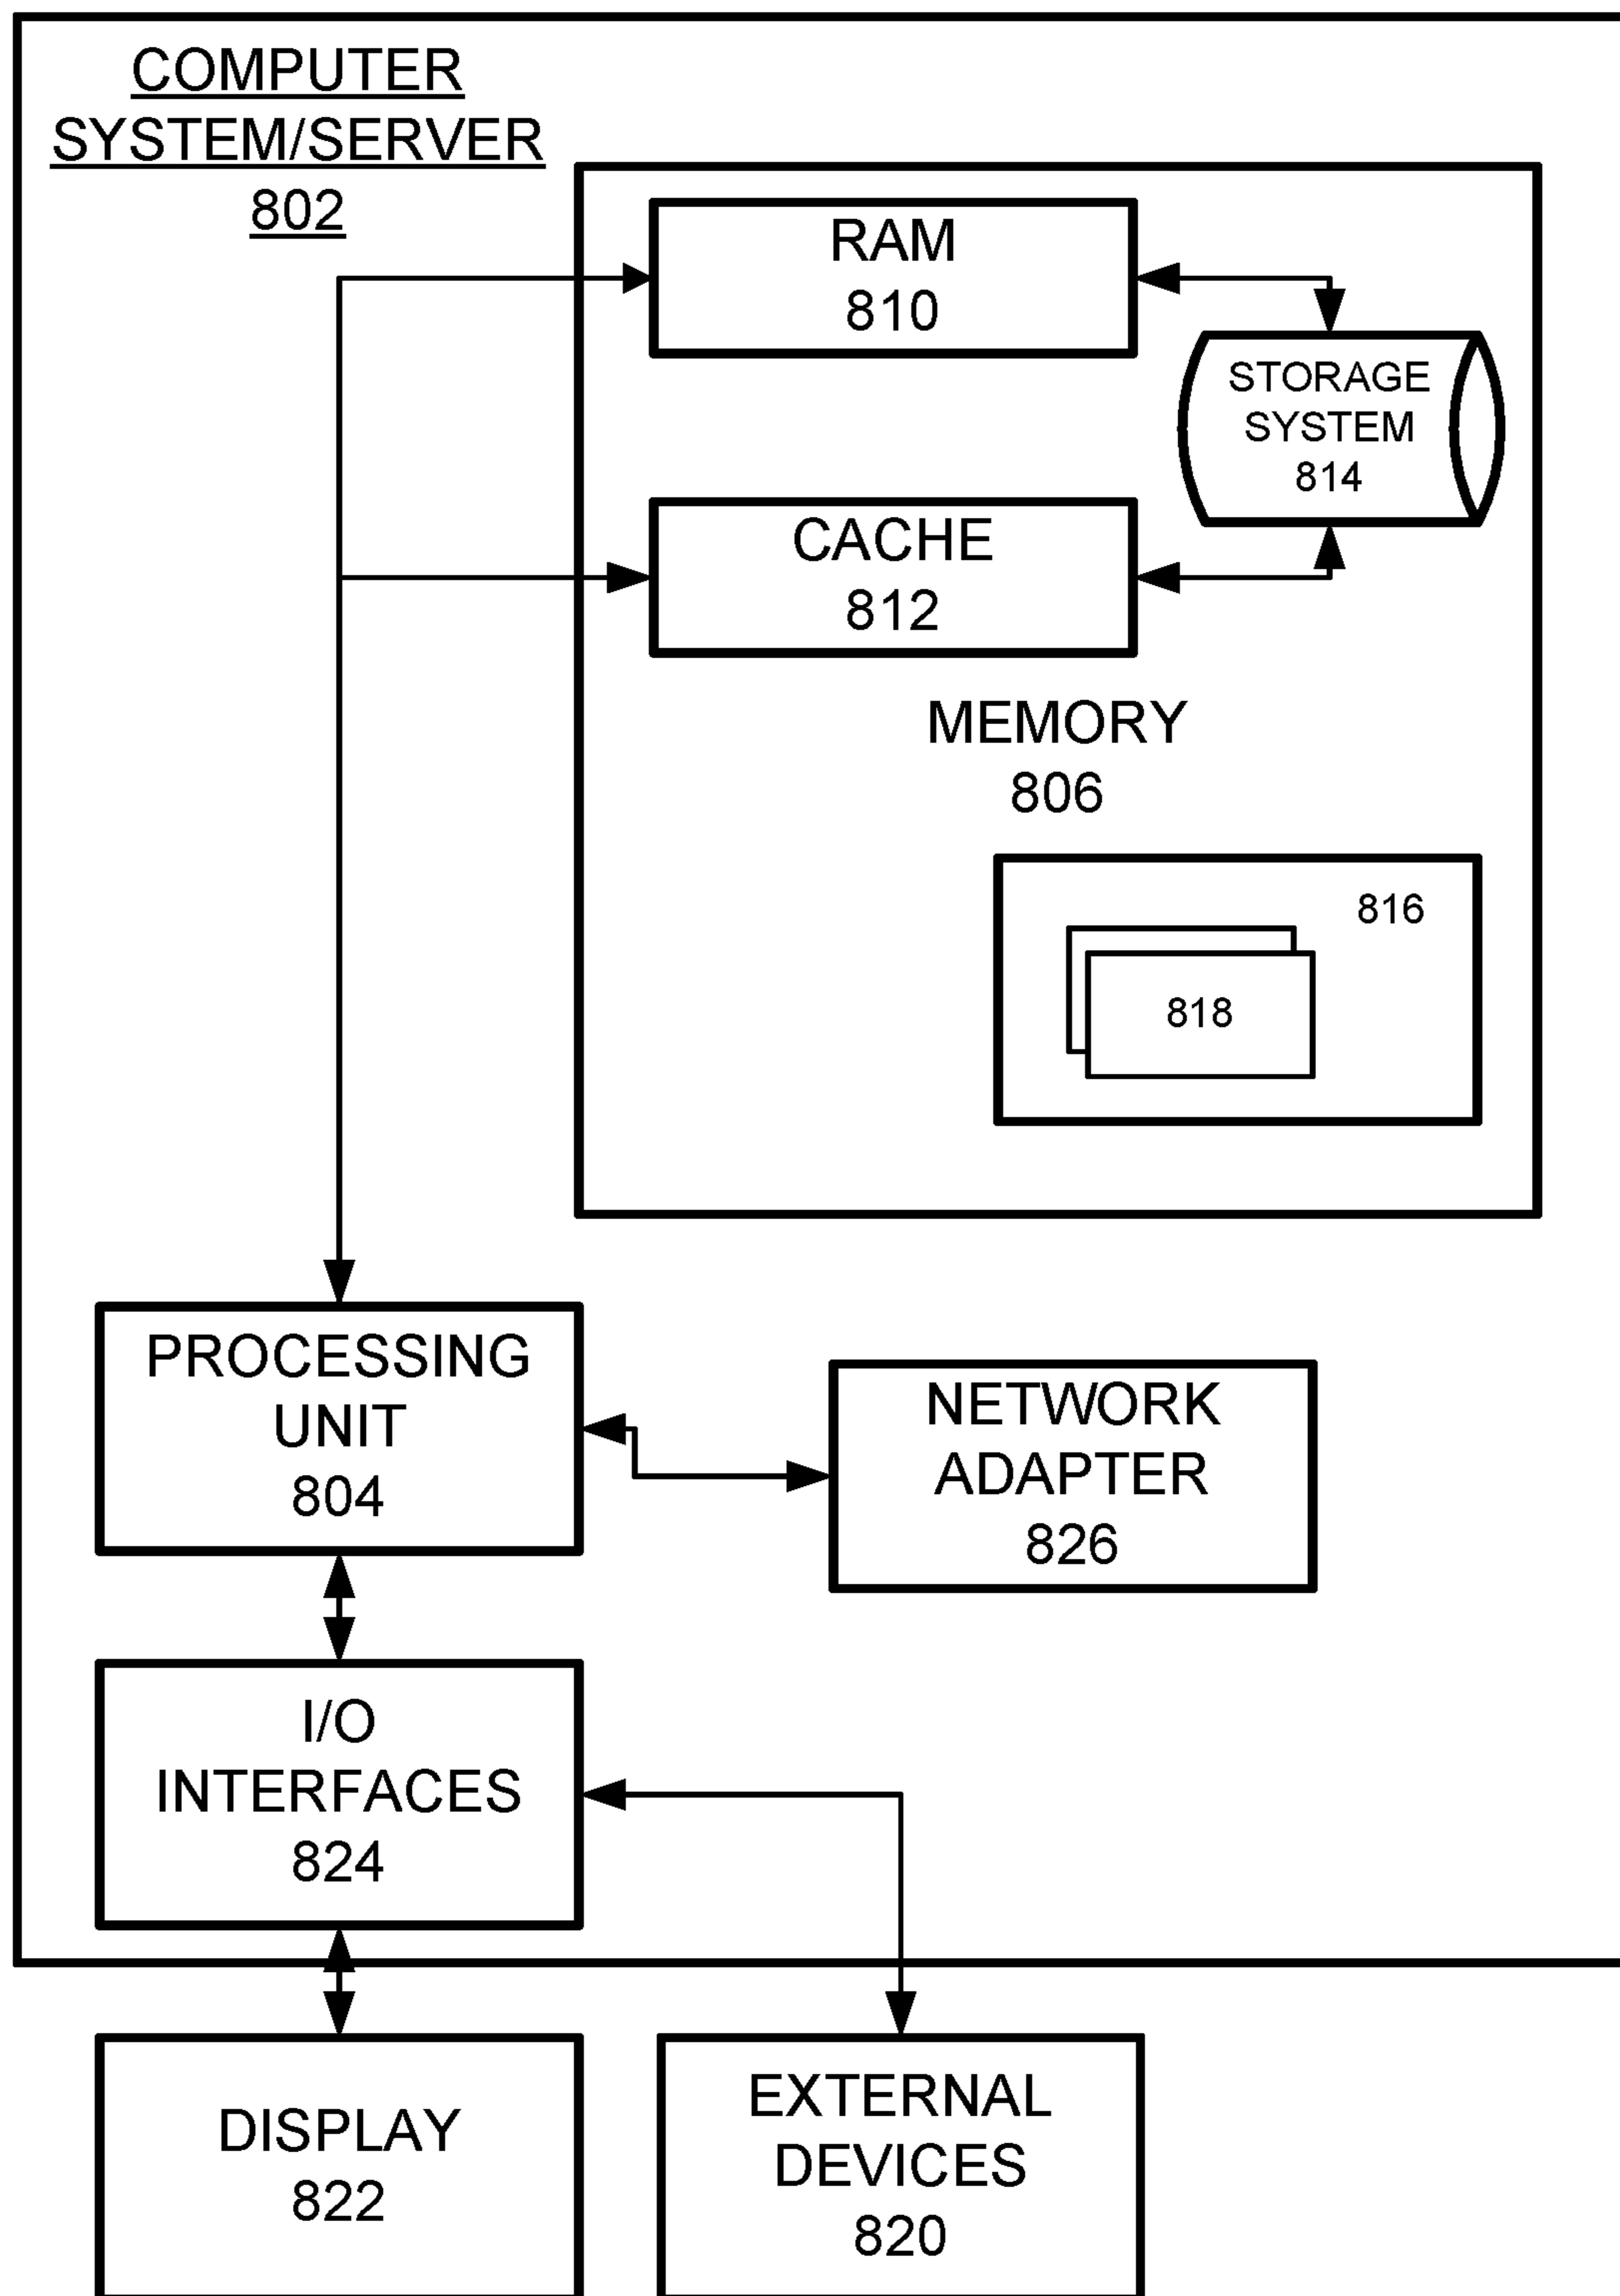 COMPUTER
SYSTEM/SERVER
802
RAM
810
STORAGE
SYSTEM
814
CACHE
812
MEMORY
806
816
818
PROCESSING
UNIT
804
NETWORK
ADAPTER
826
I/O
INTERFACES
824
DISPLAY
822
EXTERNAL
DEVICES
820